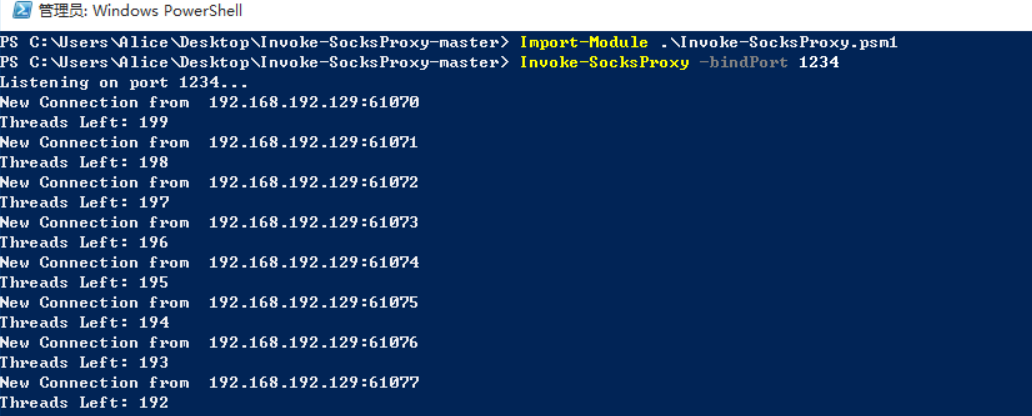 管理员: Windows PowerShell
PS C:\Users\Alice\Desktop\Invoke-SocksProxy-master> Import-Module .\Invoke-SocksProxy.psm1
PS C:\Users\Alice\Desktop\Invoke-SocksProxy-master> Invoke-SocksProxy -bindPort 1234
Listening on port 1234...
New Connection from  192.168.192.129:61070
Threads Left: 199
New Connection from  192.168.192.129:61071
Threads Left: 198
New Connection from  192.168.192.129:61072
Threads Left: 197
New Connection from  192.168.192.129:61073
Threads Left: 196
New Connection from  192.168.192.129:61074
Threads Left: 195
New Connection from  192.168.192.129:61075
Threads Left: 194
New Connection from  192.168.192.129:61076
Threads Left: 193
New Connection from  192.168.192.129:61077
Threads Left: 192